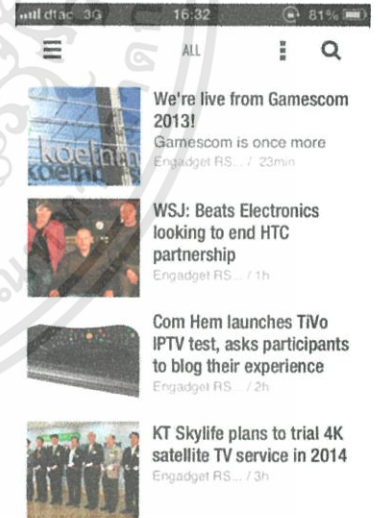 dtac 3G 16:32 81%
ALL
We're live from Gamescom
2013!
Gamescom is once more
Engadget RS... / 23min
WSJ: Beats Electronics
looking to end HTC
partnership
Engadget RS... / 1h
Com Hem launches TiVo
IPTV test, asks participants
to blog their experience
Engadget RS... / 2h
KT Skylife plans to trial 4K
satellite TV service in 2014
Engadget RS... / 3h
koelnm
koelnm